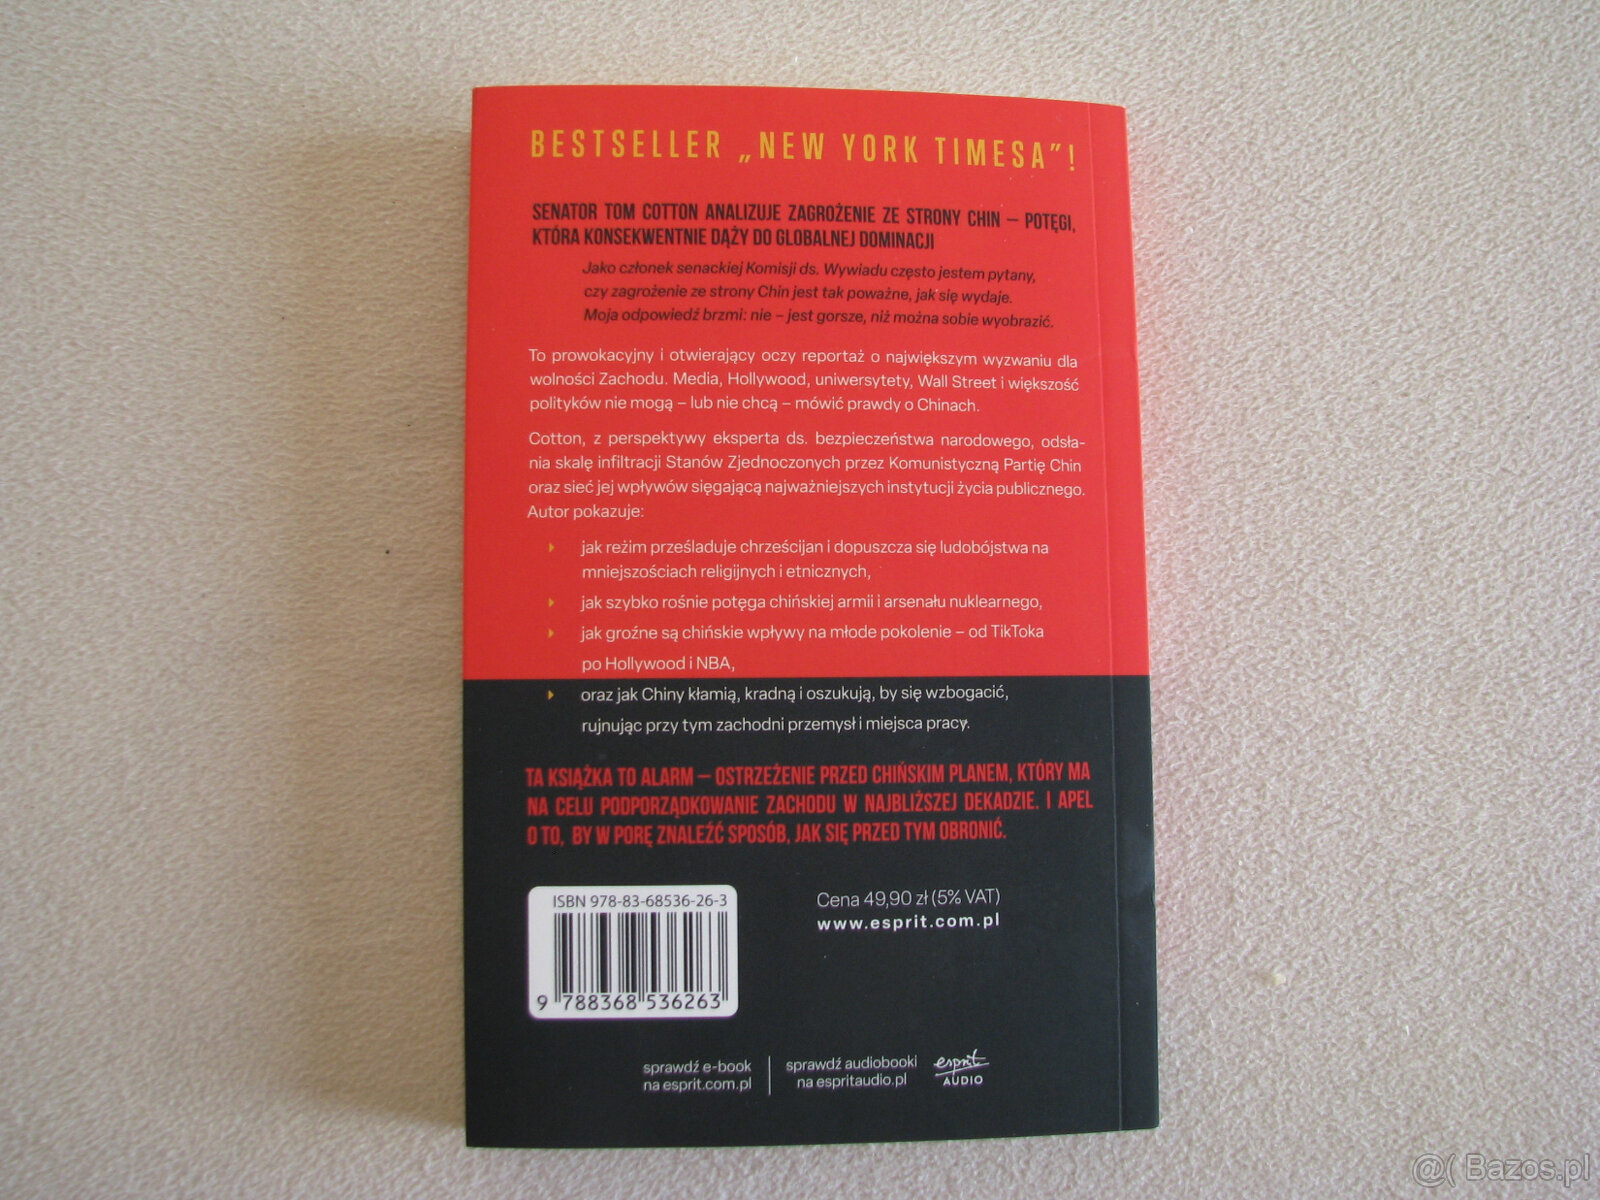 BESTSELLER „NEW YORK TIMESA”!
SENATOR TOM COTTON ANALIZUJE ZAGROŻENIE ZE STRONY CHIN – POTĘGI,
KTÓRA KONSEKWENTNIE DĄŻY DO GLOBALNEJ DOMINACJI
Jako członek senackiej Komisji ds. Wywiadu często jestem pytany,
czy zagrożenie ze strony Chin jest tak poważne, jak się wydaje.
Moja odpowiedź brzmi: nie – jest gorsze, niż można sobie wyobrazić.
To prowokacyjny i otwierający oczy reportaż o największym wyzwaniu dla
wolności Zachodu. Media, Hollywood, uniwersytety, Wall Street i większość
polityków nie mogą – lub nie chcą – mówić prawdy o Chinach.
Cotton, z perspektywy eksperta ds. bezpieczeństwa narodowego, odsła-
nia skalę infiltracji Stanów Zjednoczonych przez Komunistyczną Partię Chin
oraz sieć jej wpływów sięgającą najważniejszych instytucji życia publicznego.
Autor pokazuje:
jak reżim prześladuje chrześcijan i dopuszcza się ludobójstwa na
mniejszościach religijnych i etnicznych,
jak szybko rośnie potęga chińskiej armii i arsenału nuklearnego,
jak groźne są chińskie wpływy na młode pokolenie – od TikToka
po Hollywood i NBA,
oraz jak Chiny kłamią, kradną i oszukują, by się wzbogacić,
rujnując przy tym zachodni przemysł i miejsca pracy.
TA KSIĄŻKA TO ALARM – OSTRZEŻENIE PRZED CHIŃSKIM PLANEM, KTÓRY MA
NA CELU PODPORZĄDKOWANIE ZACHODU W NAJBLIŻSZEJ DEKADZIE. I APEL
O TO, BY W PORĘ ZNALEŹĆ SPOSÓB, JAK SIĘ PRZED TYM OBRONIĆ.
ISBN 978-83-68536-26-3
9 788368 536263
Cena 49,90 zł (5% VAT)
www.esprit.com.pl
sprawdź e-book
na esprit.com.pl
sprawdź audiobooki
na espritaudio.pl
esprit
AUDIO
@( Bazos.pl